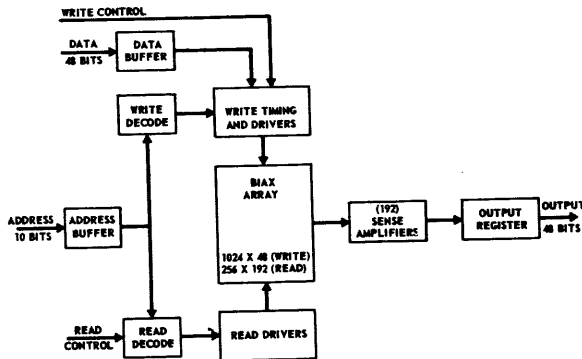 WRITE CONTROL
DATA
48 BITS
DATA
BUFFER
WRITE
DECODE
WRITE TIMING
AND DRIVERS
BIAX
ARRAY
1024 X 48 (WRITE)
256 X 192 (READ)
ADDRESS
10 BITS
ADDRESS
BUFFER
(192)
SENSE
AMPLIFIERS
OUTPUT
REGISTER
OUTPUT
48 BITS
READ
CONTROL
READ
DECODE
READ DRIVERS